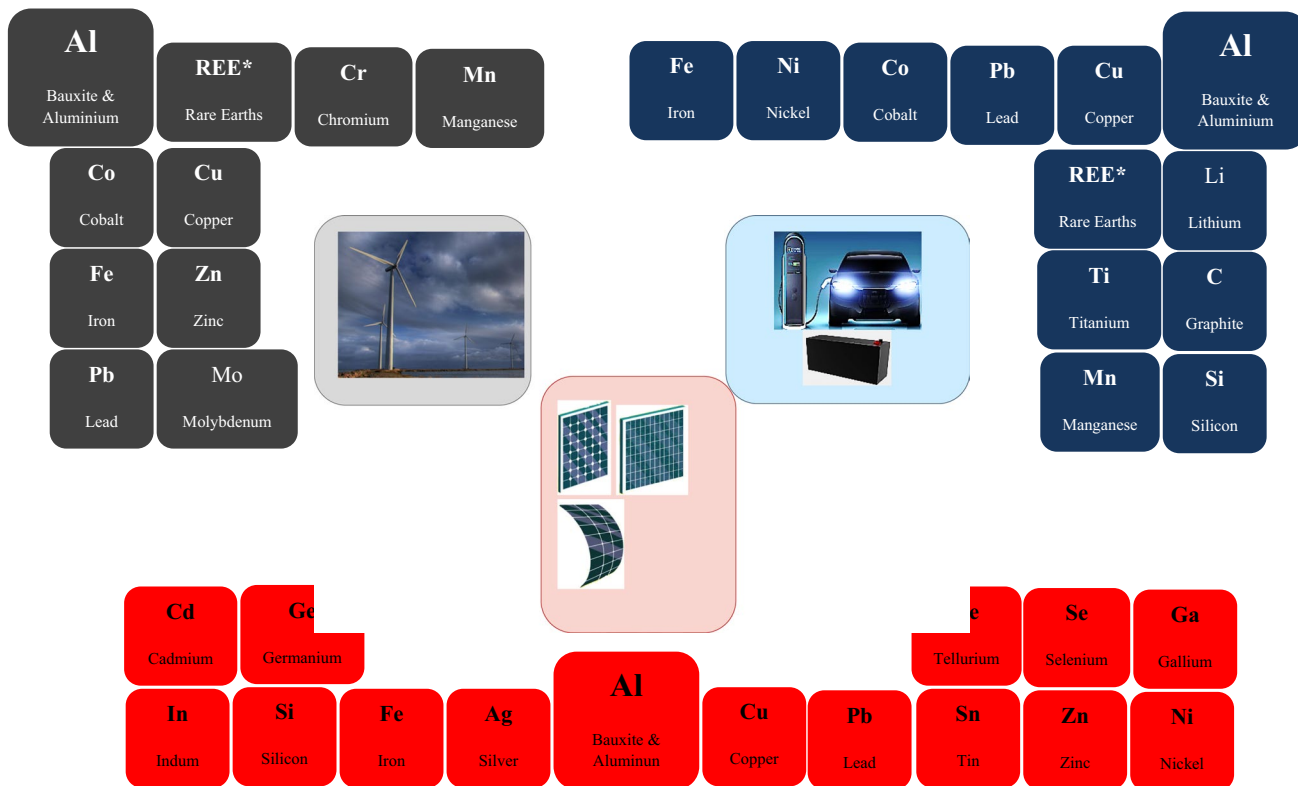 Al
Bauxite &
Aluminium
REE*
Rare Earths
Cr
Chromium
Mn
Manganese
Co
Cobalt
Cu
Copper
Fe
Iron
Zn
Zinc
Pb
Lead
Mo
Molybdenum
Fe
Iron
Ni
Nickel
Co
Cobalt
Pb
Lead
Cu
Copper
Al
Bauxite &
Aluminium
REE*
Rare Earths
Li
Lithium
Ti
Titanium
C
Graphite
Mn
Manganese
Si
Silicon
Cd
Cadmium
Ge
Germanium
e
Tellurium
Se
Selenium
Ga
Gallium
In
Indum
Si
Silicon
Fe
Iron
Ag
Silver
Al
Bauxite &
Aluminun
Cu
Copper
Pb
Lead
Sn
Tin
Zn
Zinc
Ni
Nickel